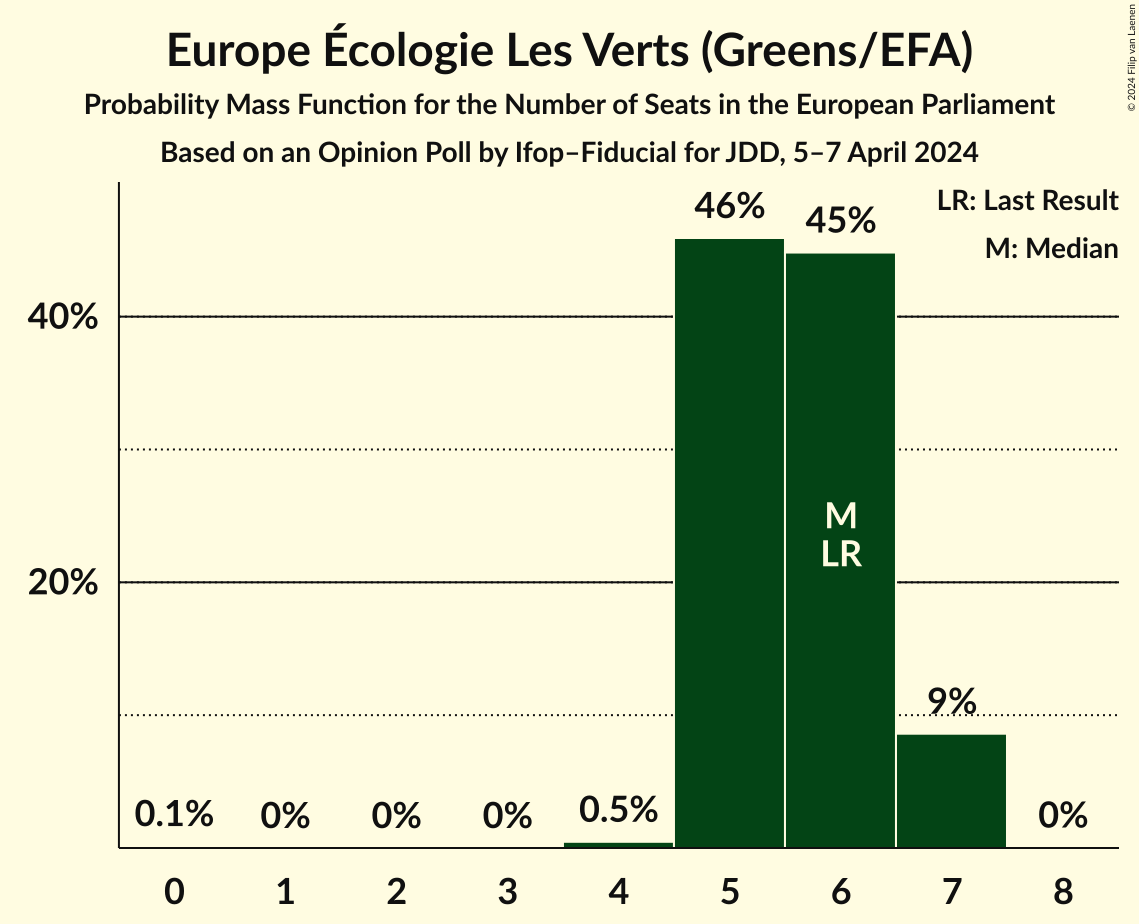 Europe Écologie Les Verts (Greens/EFA)
Probability Mass Function for the Number of Seats in the European Parliament
Based on an Opinion Poll by Ifop–Fiducial for JDD, 5–7 April 2024
© 2024 Filip van Laenen
LR: Last Result
M: Median
40%
20%
0.1%
0%
0%
0%
0.5%
46%
45%
9%
0%
M
LR
0
1
2
3
4
5
6
7
8